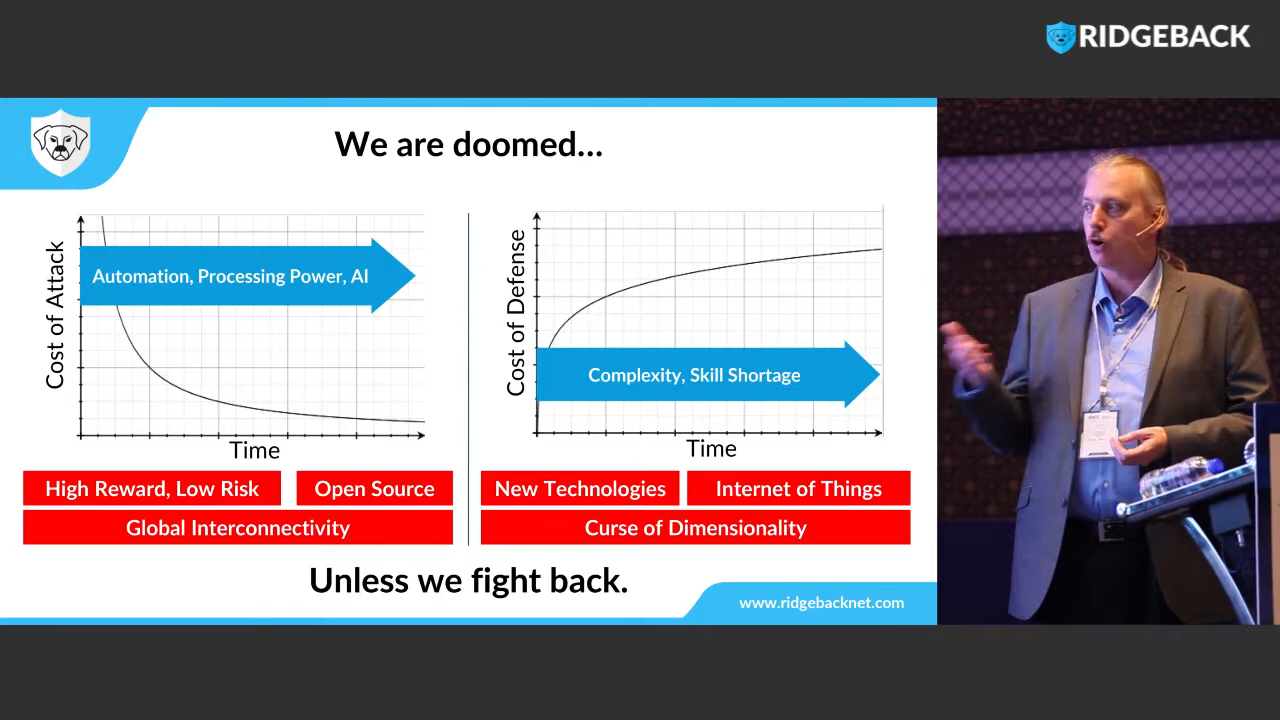 RIDGEBACK
We are doomed...
Cost of Attack
Automation, Processing Power, AI
Time
High Reward, Low Risk
Open Source
Global Interconnectivity
Cost of Defense
Complexity, Skill Shortage
Time
New Technologies
Internet of Things
Curse of Dimensionality
Unless we fight back.
www.ridgebacknet.com